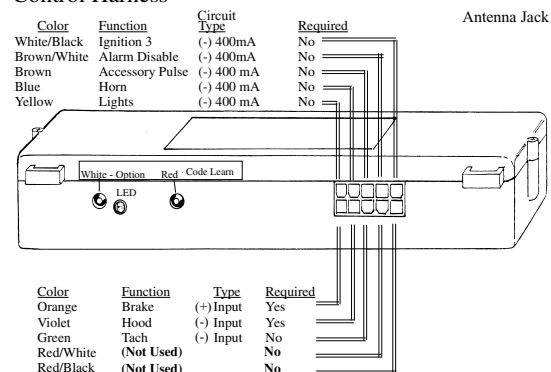 Control Harness
Antenna Jack
Color Function Circuit Type Required
White/Black Ignition 3 (-) 400mA No
Brown/White Alarm Disable (-) 400mA No
Brown Accessory Pulse (-) 400 mA No
Blue Horn (-) 400 mA No
Yellow Lights (-) 400 mA No
White - Option Red - Code Learn
LED
Color Function Type Required
Orange Brake (+) Input Yes
Violet Hood (-) Input Yes
Green Tach (-) Input No
Red/White (Not Used) No
Red/Black (Not Used) No